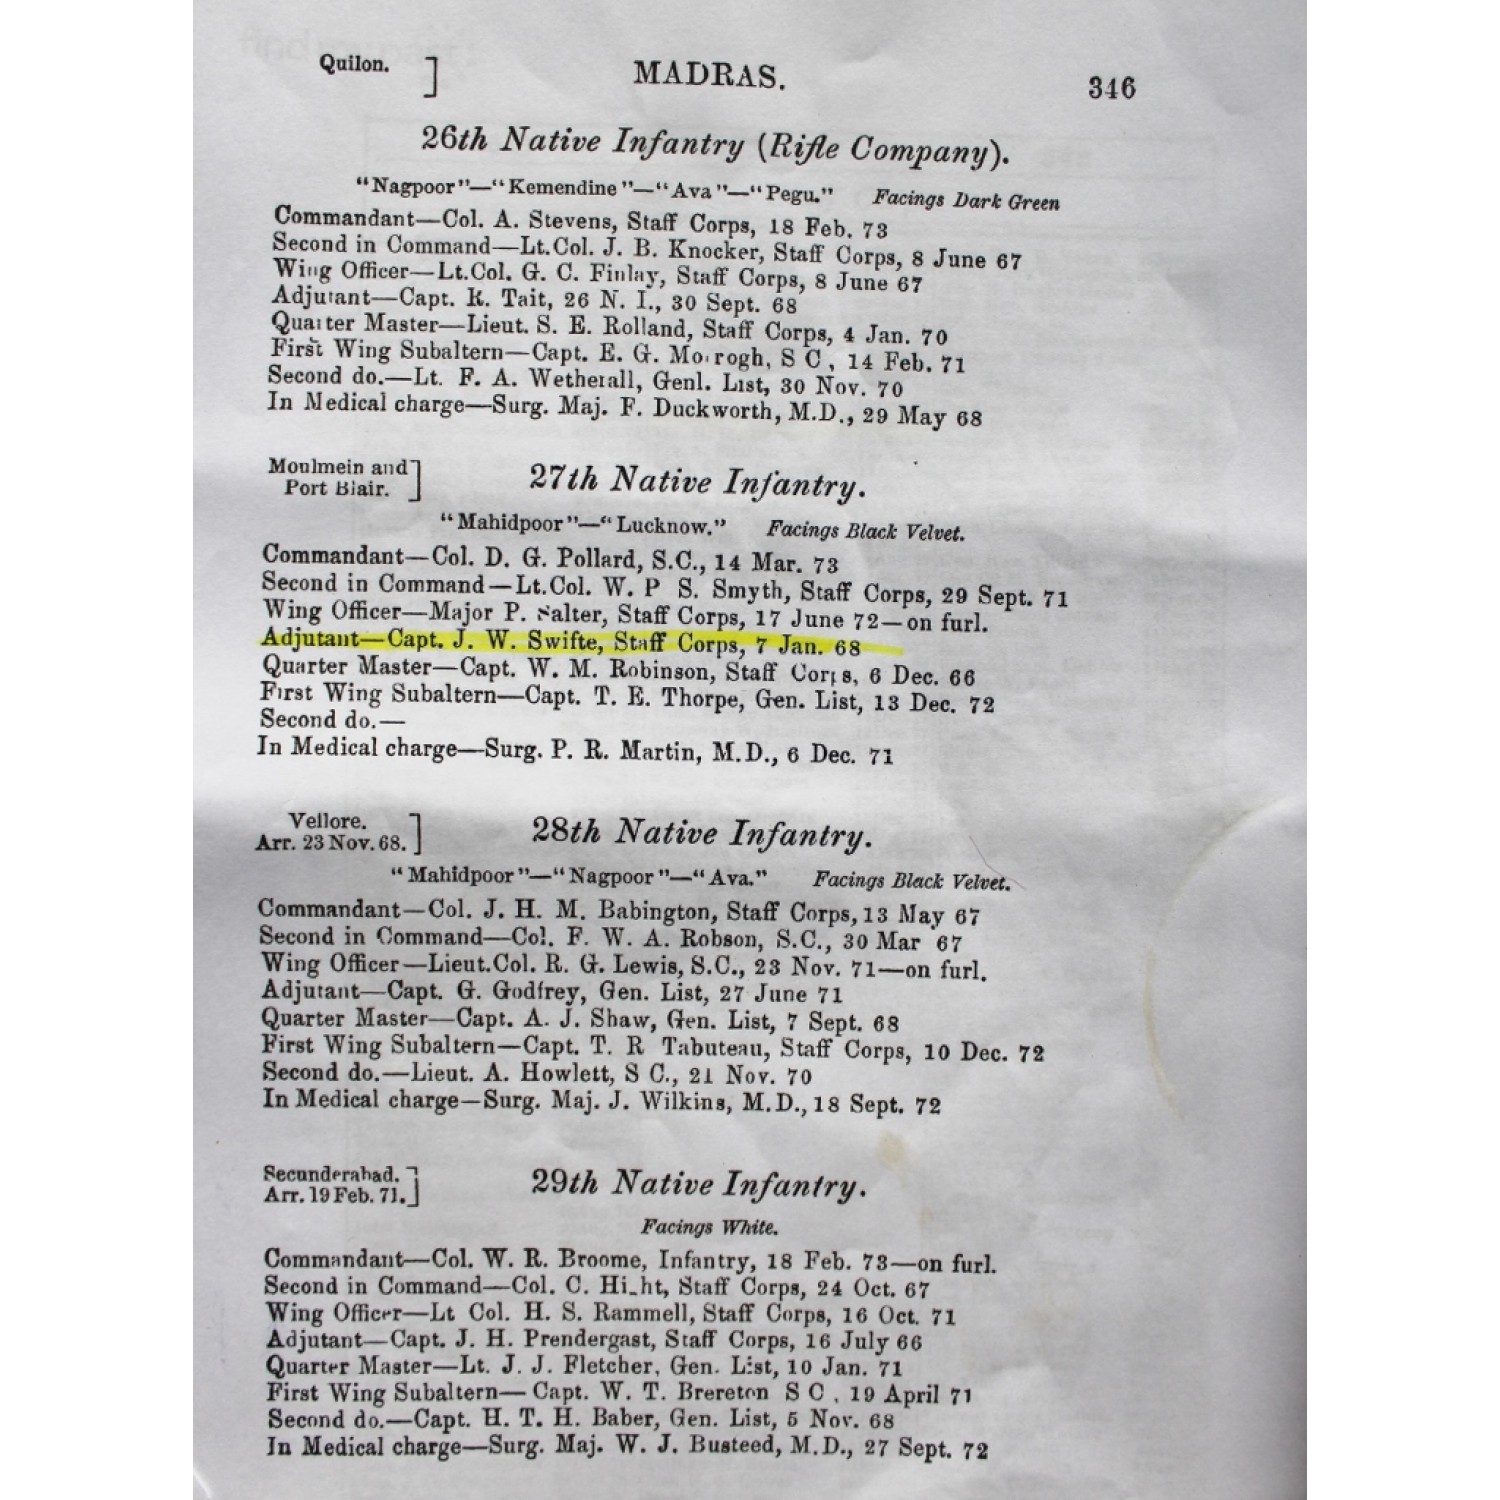 Quilon. ] MADRAS. 346
26th Native Infantry (Rifle Company).
"Nagpoor"—"Kemendine"—"Ava"—"Pegu." Facings Dark Green
Commandant—Col. A. Stevens, Staff Corps, 18 Feb. 73
Second in Command—Lt.Col. J. B. Knocker, Staff Corps, 8 June 67
Wing Officer—Lt.Col. G. C. Finlay, Staff Corps, 8 June 67
Adjutant—Capt. R. Tait, 26 N. I., 30 Sept. 68
Quarter Master—Lieut. S. E. Rolland, Staff Corps, 4 Jan. 70
First Wing Subaltern—Capt. E. G. Morrogh, S C, 14 Feb. 71
Second do.—Lt. F. A. Wetherall, Genl. List, 30 Nov. 70
In Medical charge—Surg. Maj. F. Duckworth, M.D., 29 May 68
Moulmein and ]
Port Blair.
27th Native Infantry.
"Mahidpoor"—"Lucknow." Facings Black Velvet.
Commandant—Col. D. G. Pollard, S.C., 14 Mar. 73
Second in Command—Lt.Col. W. P S. Smyth, Staff Corps, 29 Sept. 71
Wing Officer—Major P. Salter, Staff Corps, 17 June 72—on furl.
Adjutant—Capt. J. W. Swifte, Staff Corps, 7 Jan. 68
Quarter Master—Capt. W. M. Robinson, Staff Corps, 6 Dec. 66
First Wing Subaltern—Capt. T. E. Thorpe, Gen. List, 13 Dec. 72
Second do.—
In Medical charge—Surg. P. R. Martin, M.D., 6 Dec. 71
Vellore. ]
Arr. 23 Nov. 68.
28th Native Infantry.
"Mahidpoor"—"Nagpoor"—"Ava." Facings Black Velvet.
Commandant—Col. J. H. M. Babington, Staff Corps, 13 May 67
Second in Command—Col. F. W. A. Robson, S.C., 30 Mar 67
Wing Officer—Lieut.Col. R. G. Lewis, S.C., 23 Nov. 71—on furl.
Adjutant—Capt. G. Godfrey, Gen. List, 27 June 71
Quarter Master—Capt. A. J. Shaw, Gen. List, 7 Sept. 68
First Wing Subaltern—Capt. T. R Tabuteau, Staff Corps, 10 Dec. 72
Second do.—Lieut. A. Howlett, S C., 21 Nov. 70
In Medical charge—Surg. Maj. J. Wilkins, M.D., 18 Sept. 72
Secunderabad. ]
Arr. 19 Feb. 71.
29th Native Infantry.
Facings White.
Commandant—Col. W. R. Broome, Infantry, 18 Feb. 73—on furl.
Second in Command—Col. C. Staff Corps, 24 Oct. 67
Wing Officer—Lt Col. H. S. Rammell, Staff Corps, 16 Oct. 71
Adjutant—Capt. J. H. Prendergast, Staff Corps, 16 July 66
Quarter Master—Lt. J. J. Fletcher, Gen. List, 10 Jan. 71
First Wing Subaltern—Capt. W. T. Brereton S C. 19 April 71
Second do.—Capt. H. T. H. Baber, Gen. List, 5 Nov. 68
In Medical charge—Surg. Maj. W. J. Busteed, M.D., 27 Sept. 72